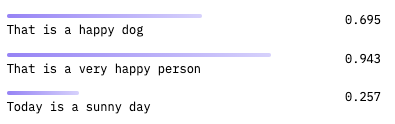 0.695
That is a happy dog
0.943
That is a very happy person
0.257
Today is a sunny day